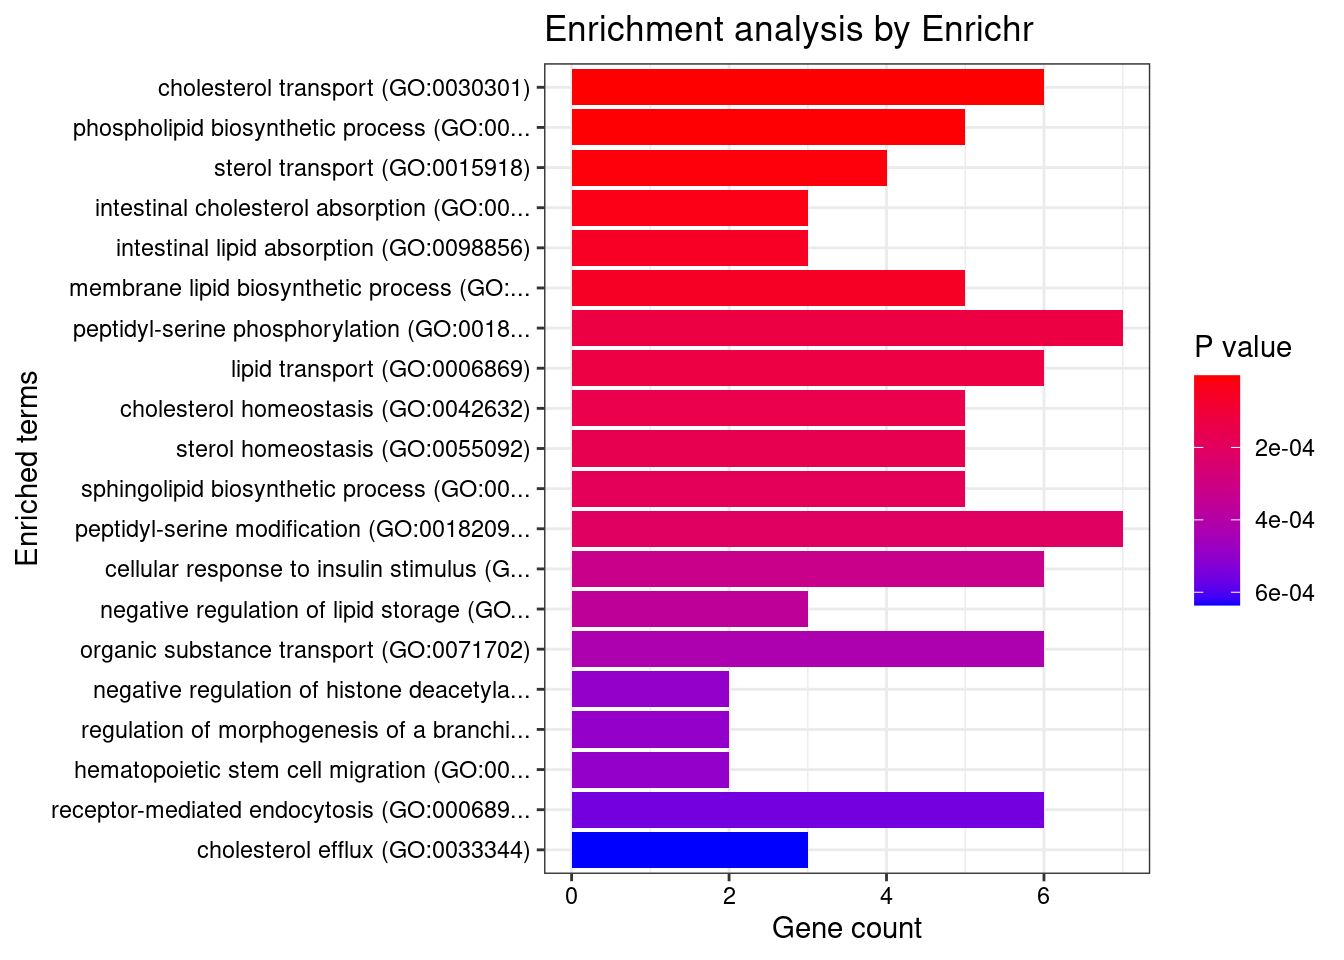 Enrichment analysis by Enrichr
cholesterol transport (GO:0030301)
phospholipid biosynthetic process (GO:00...
sterol transport (GO:0015918)
intestinal cholesterol absorption (GO:00...
intestinal lipid absorption (GO:0098856)
membrane lipid biosynthetic process (GO:...
peptidyl-serine phosphorylation (GO:0018...
lipid transport (GO:0006869)
cholesterol homeostasis (GO:0042632)
sterol homeostasis (GO:0055092)
sphingolipid biosynthetic process (GO:00...
peptidyl-serine modification (GO:0018209...
cellular response to insulin stimulus (G...
negative regulation of lipid storage (GO...
organic substance transport (GO:0071702)
negative regulation of histone deacetyla...
regulation of morphogenesis of a branchi...
hematopoietic stem cell migration (GO:00...
receptor-mediated endocytosis (GO:000689...
cholesterol efflux (GO:0033344)
Enriched terms
0 2 4 6
Gene count
P value
2e-04
4e-04
6e-04